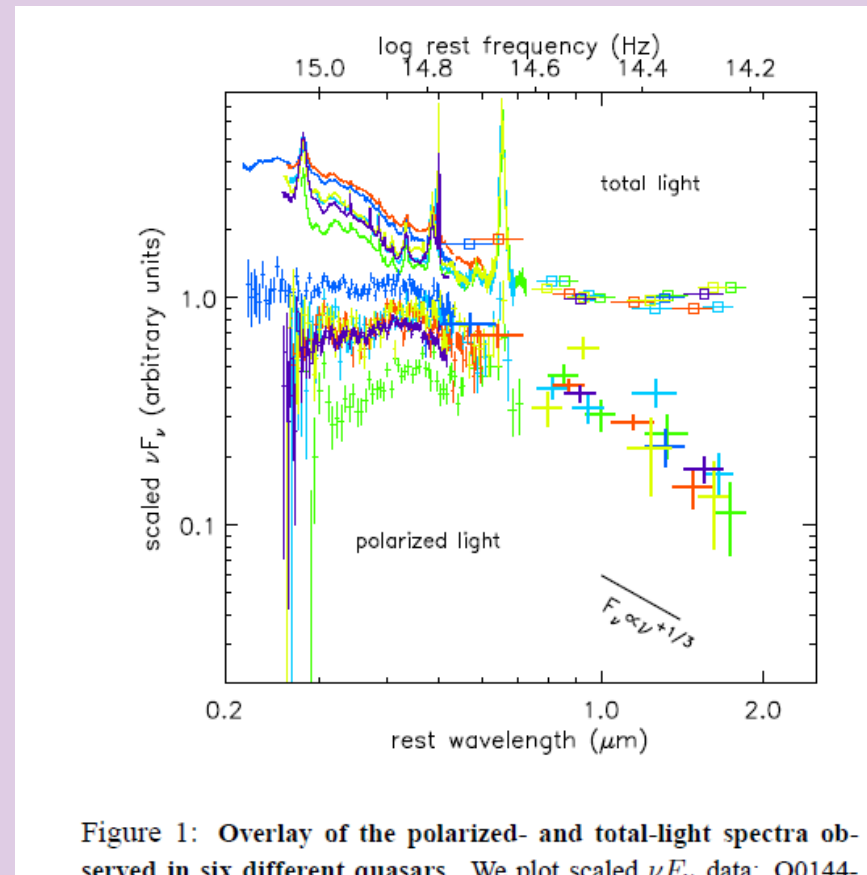 log rest frequency (Hz)
15.0 14.8 14.6 14.4 14.2
total light
1.0
scaled νFν (arbitrary units)
0.1
polarized light
Fν ∝ν+1/3
0.2 1.0 2.0
rest wavelength (μm)
Figure 1: Overlay of the polarized- and total-light spectra ob-
served in six different quasars. We plot scaled νFν data: Q0144-